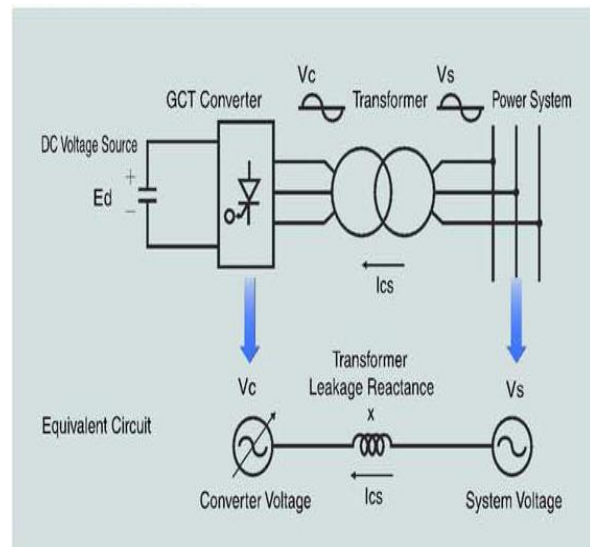 Vc Vs
GCT Converter Transformer Power System
DC Voltage Source
+
Ed
−
Ics
Transformer
Leakage Reactance
Vc x Vs
Equivalent Circuit
Ics
Converter Voltage System Voltage